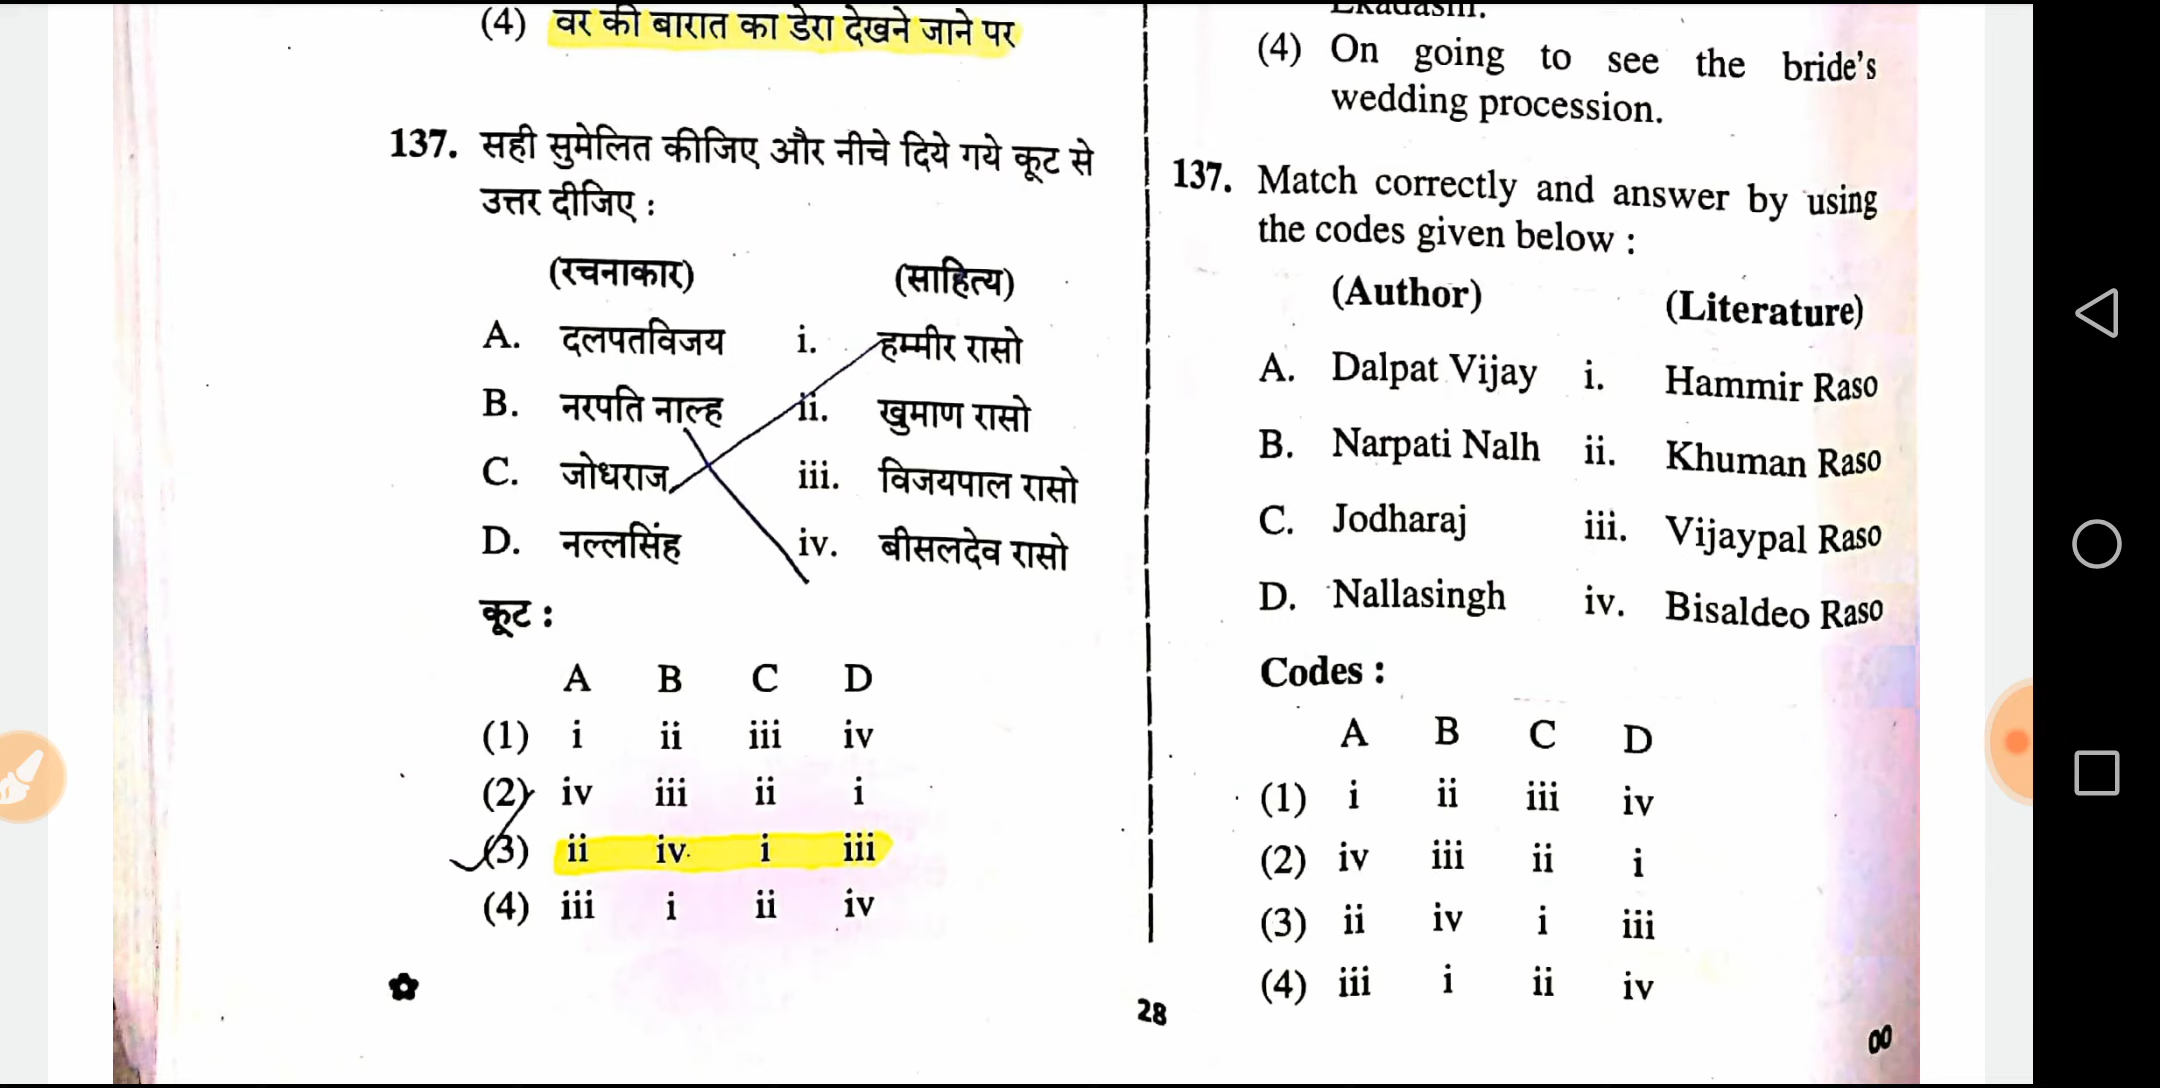 (4) वर की बारात का डेरा देखने जाने पर
137. सही सुमेलित कीजिए और नीचे दिये गये कूट से
उत्तर दीजिए :
(रचनाकार) (साहित्य)
A. दलपतविजय i. हम्मीर रासो
B. नरपति नाल्ह ii. खुमाण रासो
C. जोधराज iii. विजयपाल रासो
D. नल्लसिंह iv. बीसलदेव रासो
कूट :
A B C D
(1) i ii iii iv
(2) iv iii ii i
(3) ii iv i iii
(4) iii i ii iv
(4) On going to see the bride's
wedding procession.
137. Match correctly and answer by using
the codes given below :
(Author) (Literature)
A. Dalpat Vijay i. Hammir Raso
B. Narpati Nalh ii. Khuman Raso
C. Jodharaj iii. Vijaypal Raso
D. Nallasingh iv. Bisaldeo Raso
Codes :
A B C D
(1) i ii iii iv
(2) iv iii ii i
(3) ii iv i iii
(4) iii i ii iv
28
00